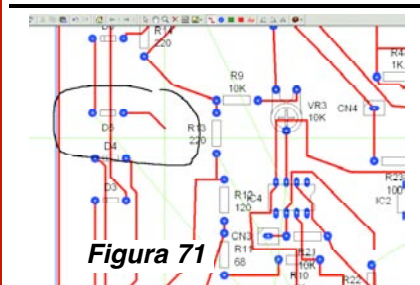 R14
220
R9
10K
R4
1K
VR3
10K
CN4
D5
R13
220
D4
R23
100
D3
R12
120
IC4
IC2
CN3
R11
68
R21
10K
R10
R22
Figura 71